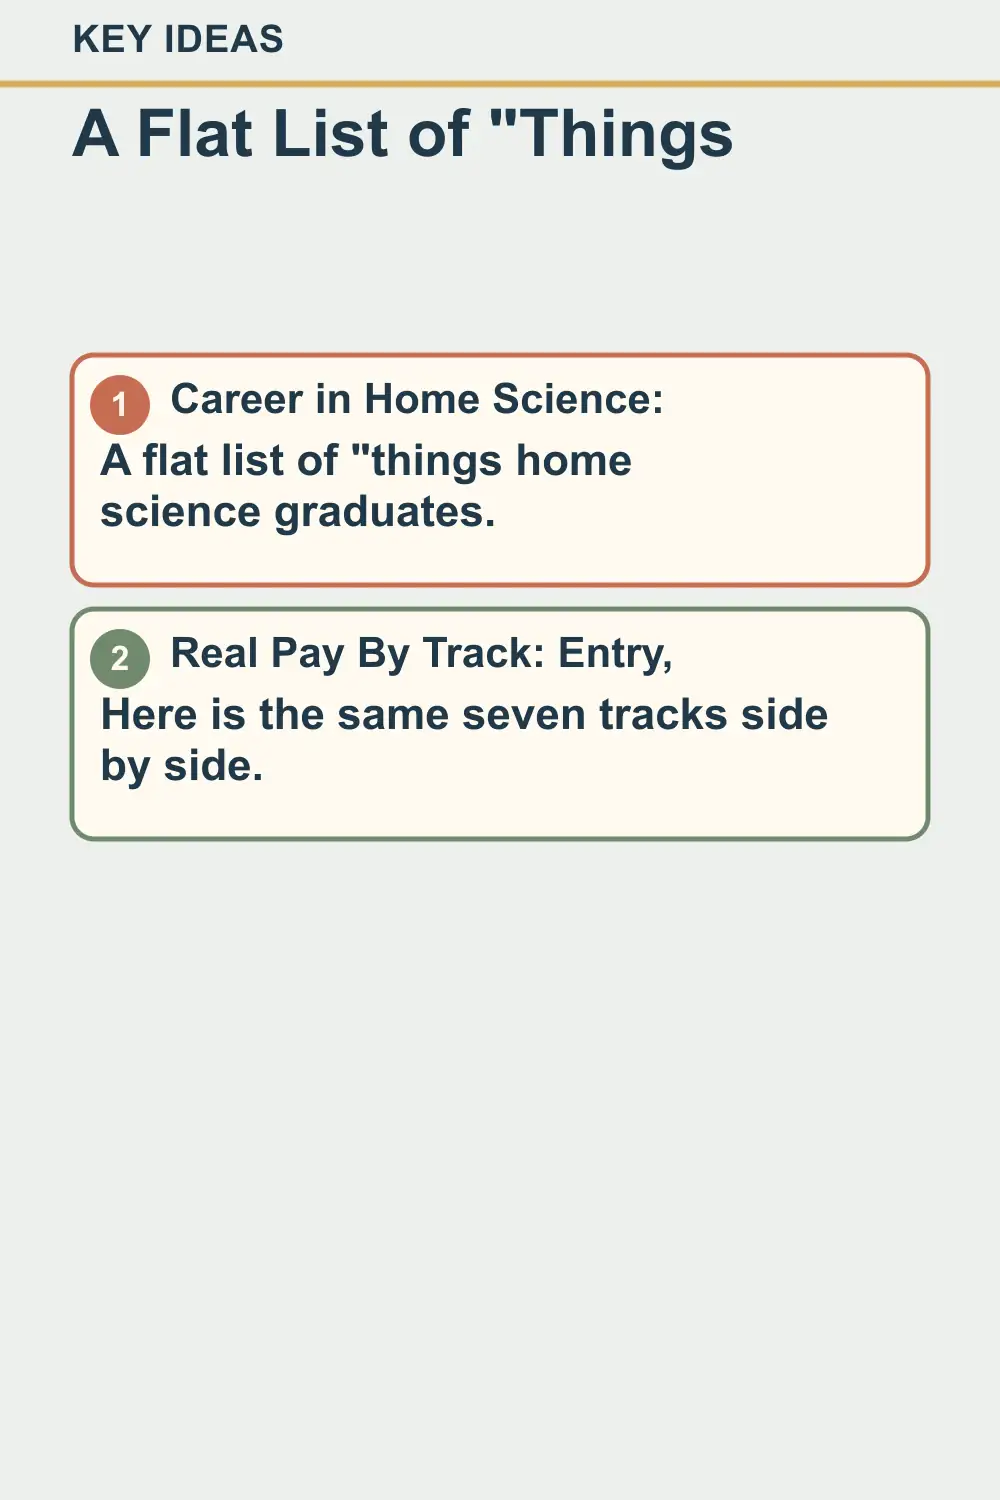 KEY IDEAS
A Flat List of "Things
1 Career in Home Science:
A flat list of "things home
science graduates.
2 Real Pay By Track: Entry,
Here is the same seven tracks side
by side.